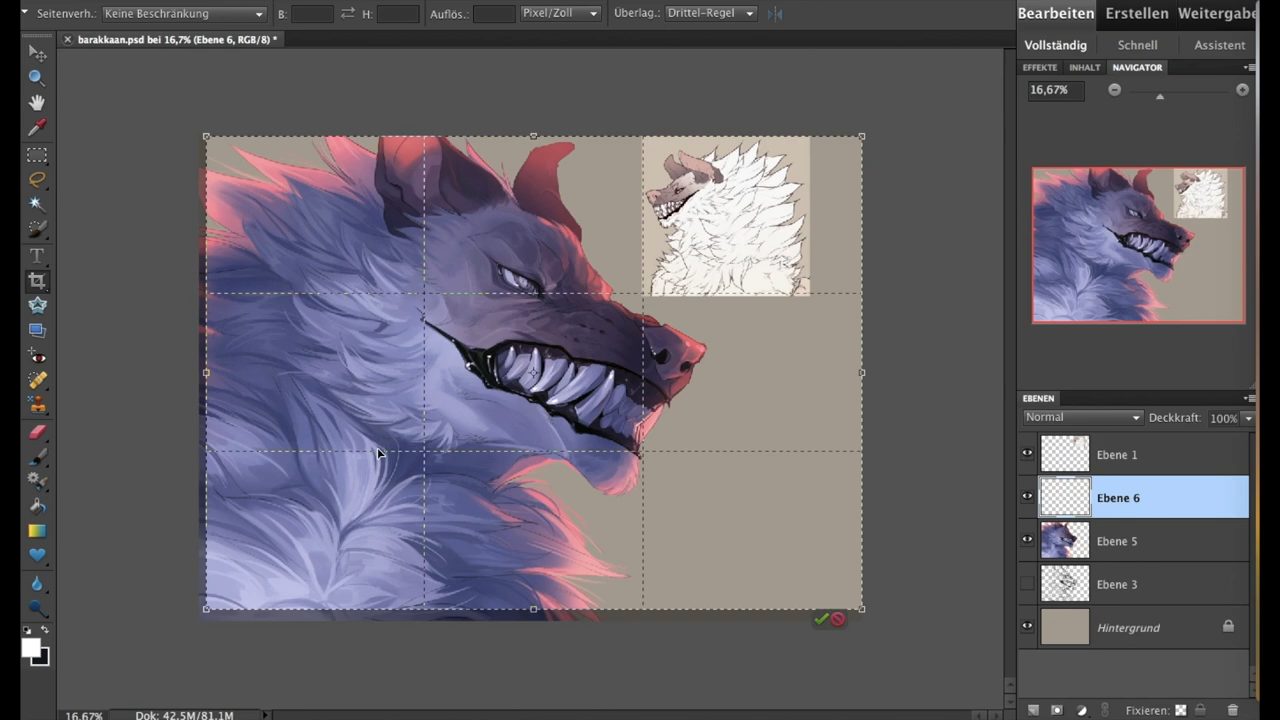 Seitenverh.: Keine Beschränkung B: H: Auflös.: Pixel/Zoll Überlag.: Drittel-Regel
Bearbeiten Erstellen Weitergabe
barakkaan.psd bei 16,7% (Ebene 6, RGB/8) *
Vollständig Schnell Assistent
EFFEKTE INHALT NAVIGATOR
16,67%
EBENEN
Normal Deckkraft: 100%
Ebene 1
Ebene 6
Ebene 5
Ebene 3
Hintergrund
Fixieren:
16,67% Dok: 42,5M/81,1M